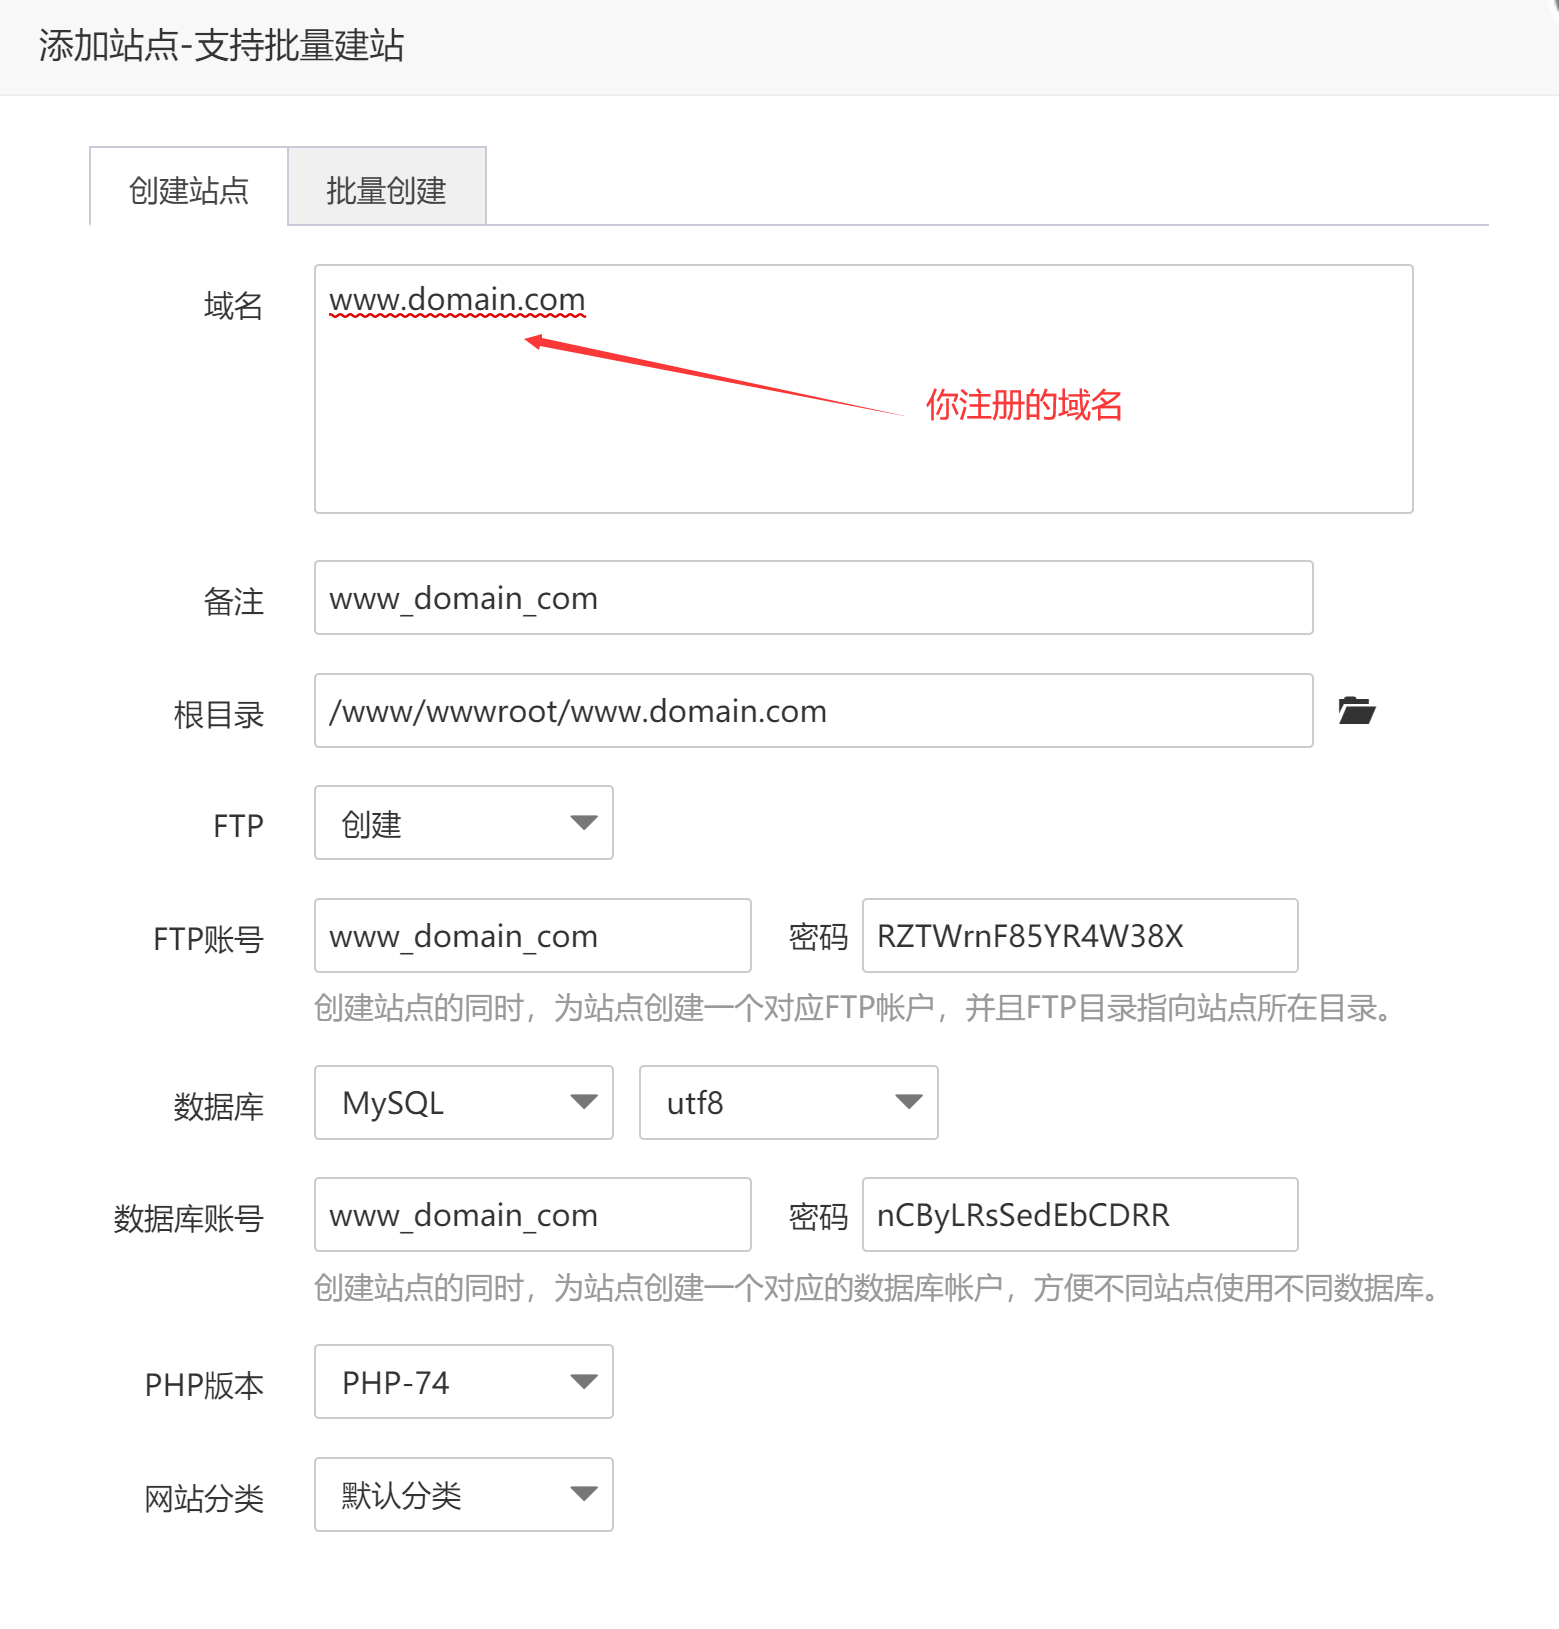 添加站点-支持批量建站
创建站点 批量创建
域名 www.domain.com
你注册的域名
备注 www_domain_com
根目录 /www/wwwroot/www.domain.com
FTP 创建
FTP账号 www_domain_com 密码 RZTWrnF85YR4W38X
创建站点的同时，为站点创建一个对应FTP帐户，并且FTP目录指向站点所在目录。
数据库 MySQL utf8
数据库账号 www_domain_com 密码 nCByLRsSedEbCDRR
创建站点的同时，为站点创建一个对应的数据库帐户，方便不同站点使用不同数据库。
PHP版本 PHP-74
网站分类 默认分类